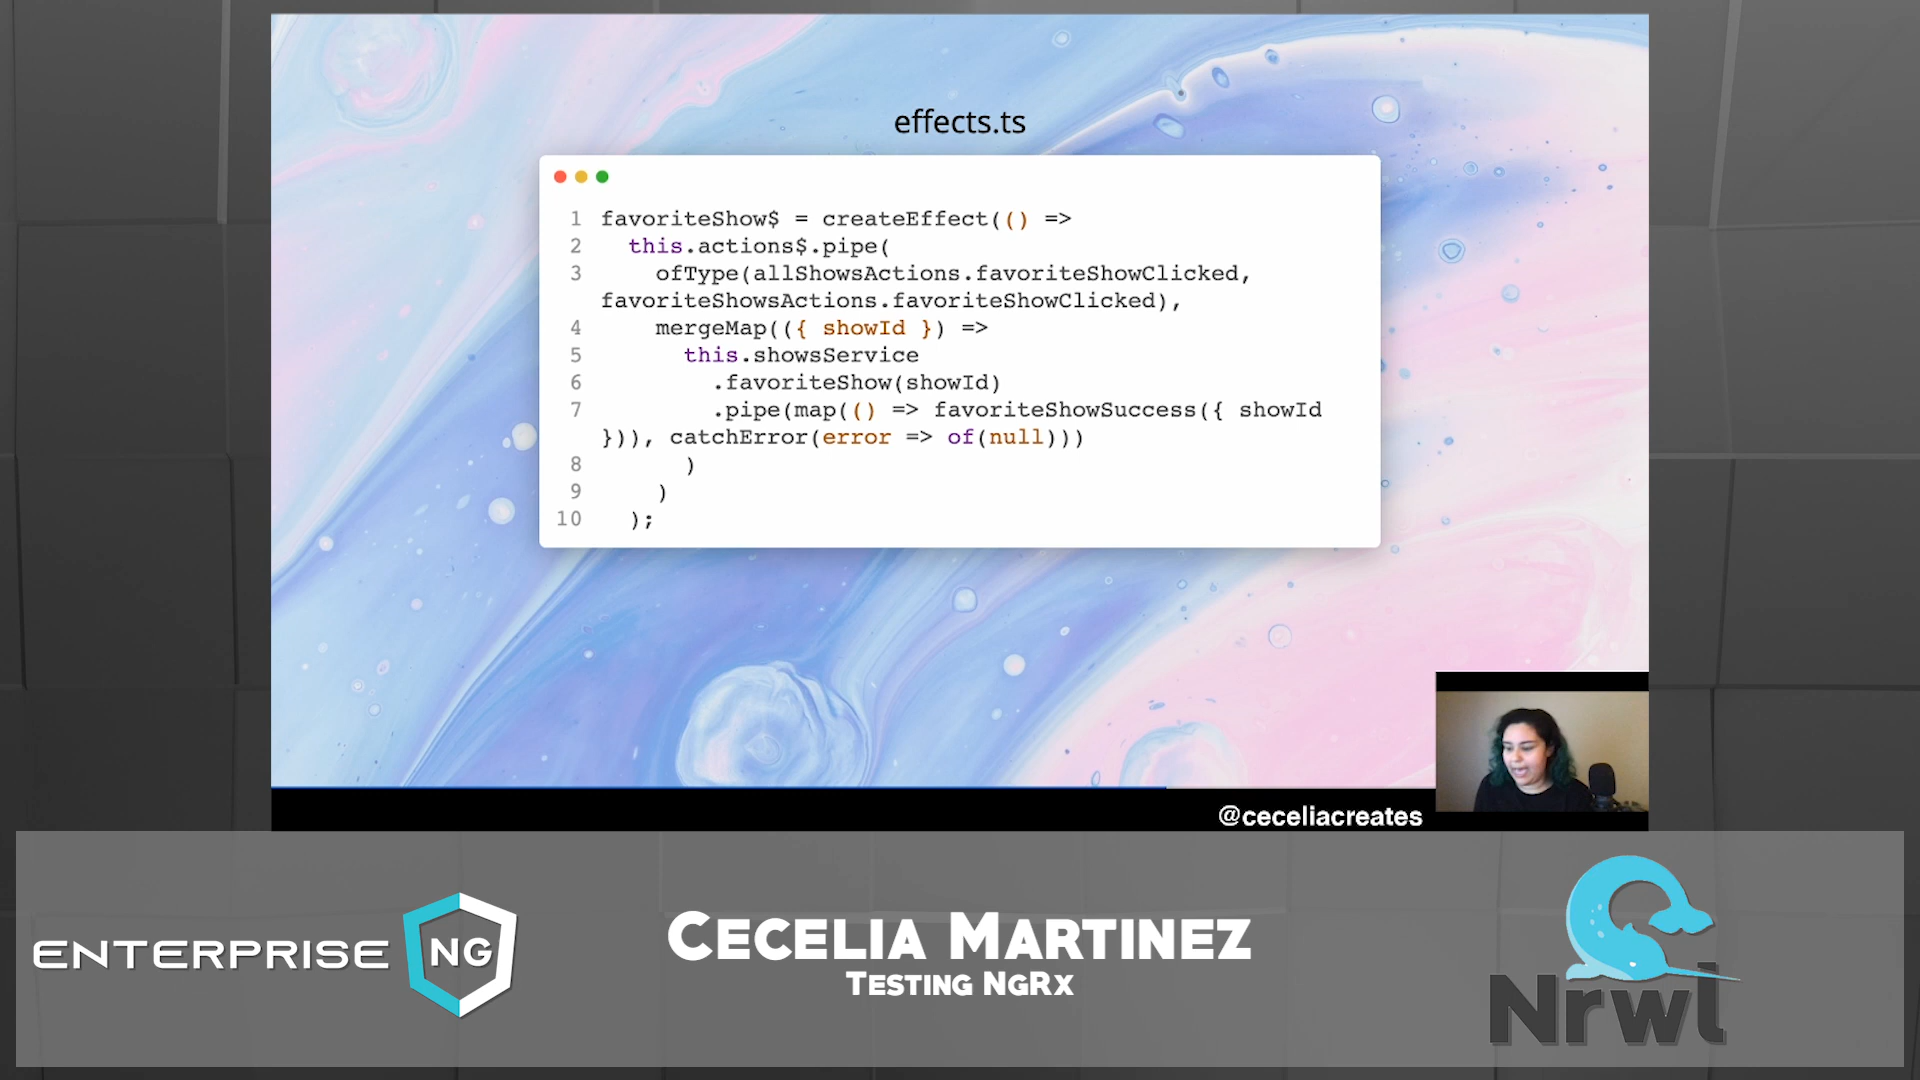 effects.ts
1 favoriteShow$ = createEffect(() =>
2 this.actions$.pipe(
3 ofType(allShowsActions.favoriteShowClicked,
favoriteShowsActions.favoriteShowClicked),
4 mergeMap(({ showId }) =>
5 this.showsService
6 .favoriteShow(showId)
7 .pipe(map(() => favoriteShowSuccess({ showId
})), catchError(error => of(null)))
8 )
9 )
10 );
@ceceliacreates
ENTERPRISE NG
CECELIA MARTINEZ
TESTING NGRX
Nrwl